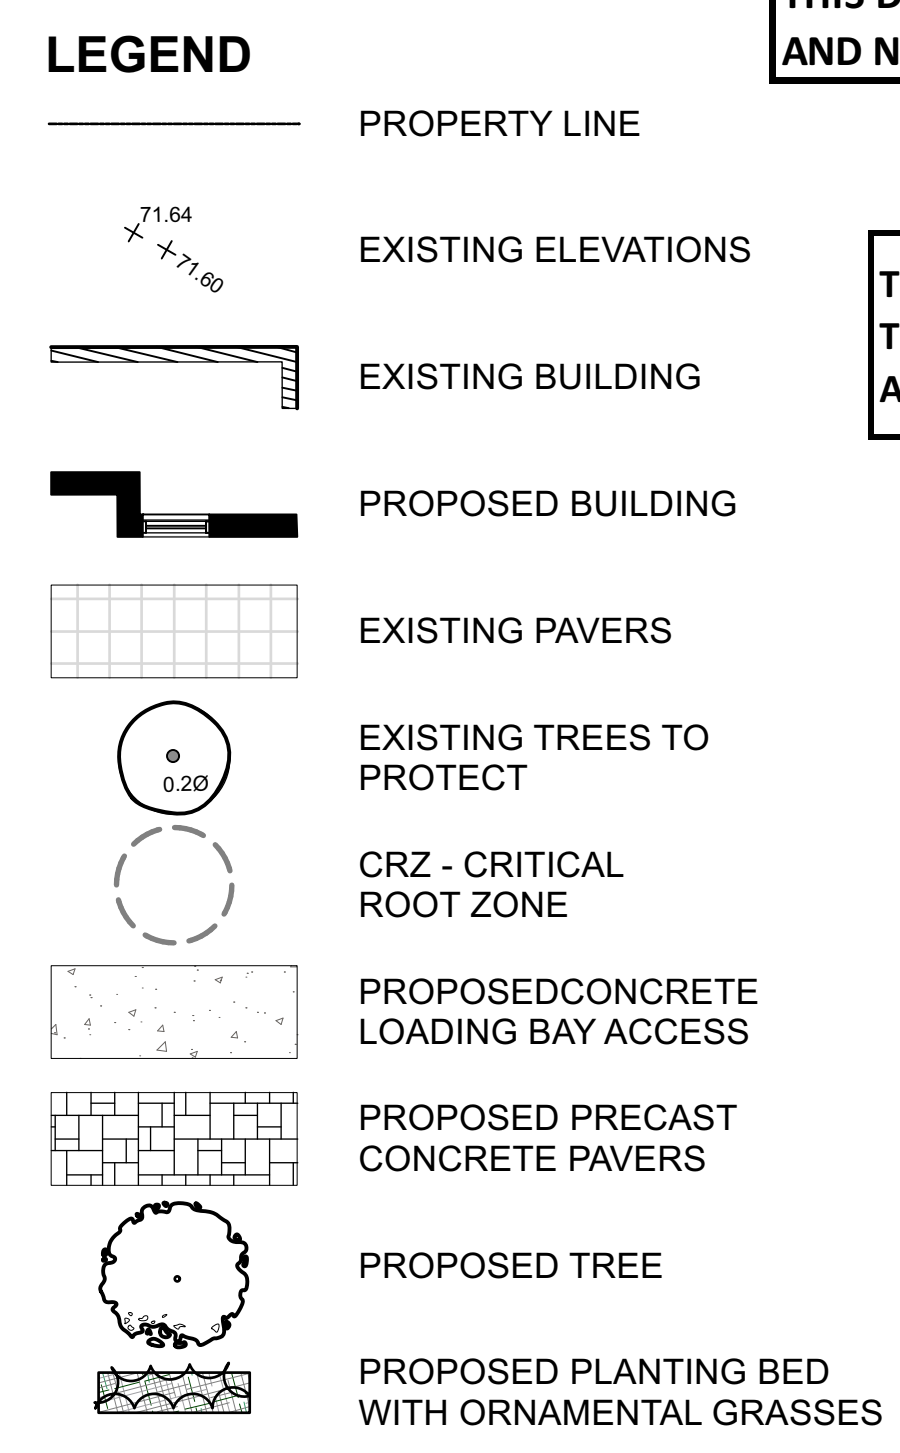 THIS D
AND N
LEGEND
PROPERTY LINE
71.64
71.60
EXISTING ELEVATIONS
T
T
A
EXISTING BUILDING
PROPOSED BUILDING
EXISTING PAVERS
0.2Ø
EXISTING TREES TO
PROTECT
CRZ - CRITICAL
ROOT ZONE
PROPOSEDCONCRETE
LOADING BAY ACCESS
PROPOSED PRECAST
CONCRETE PAVERS
PROPOSED TREE
PROPOSED PLANTING BED
WITH ORNAMENTAL GRASSES